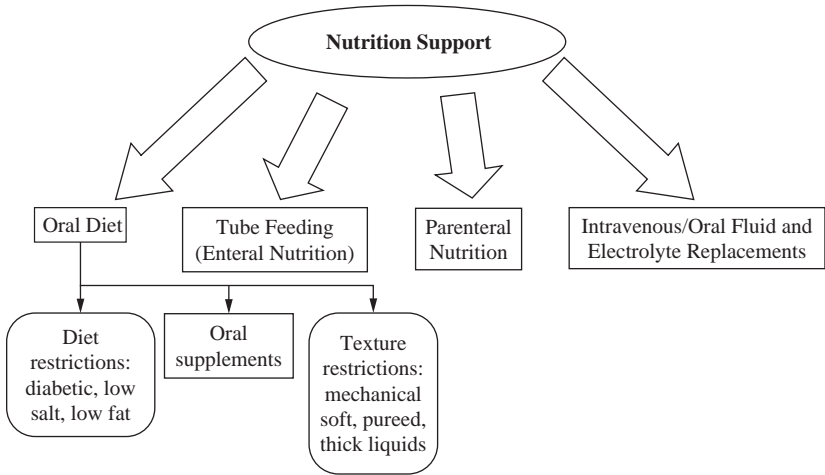 Nutrition Support
Oral Diet
Tube Feeding
(Enteral Nutrition)
Parenteral
Nutrition
Intravenous/Oral Fluid and
Electrolyte Replacements
Diet
restrictions:
diabetic, low
salt, low fat
Oral
supplements
Texture
restrictions:
mechanical
soft, pureed,
thick liquids